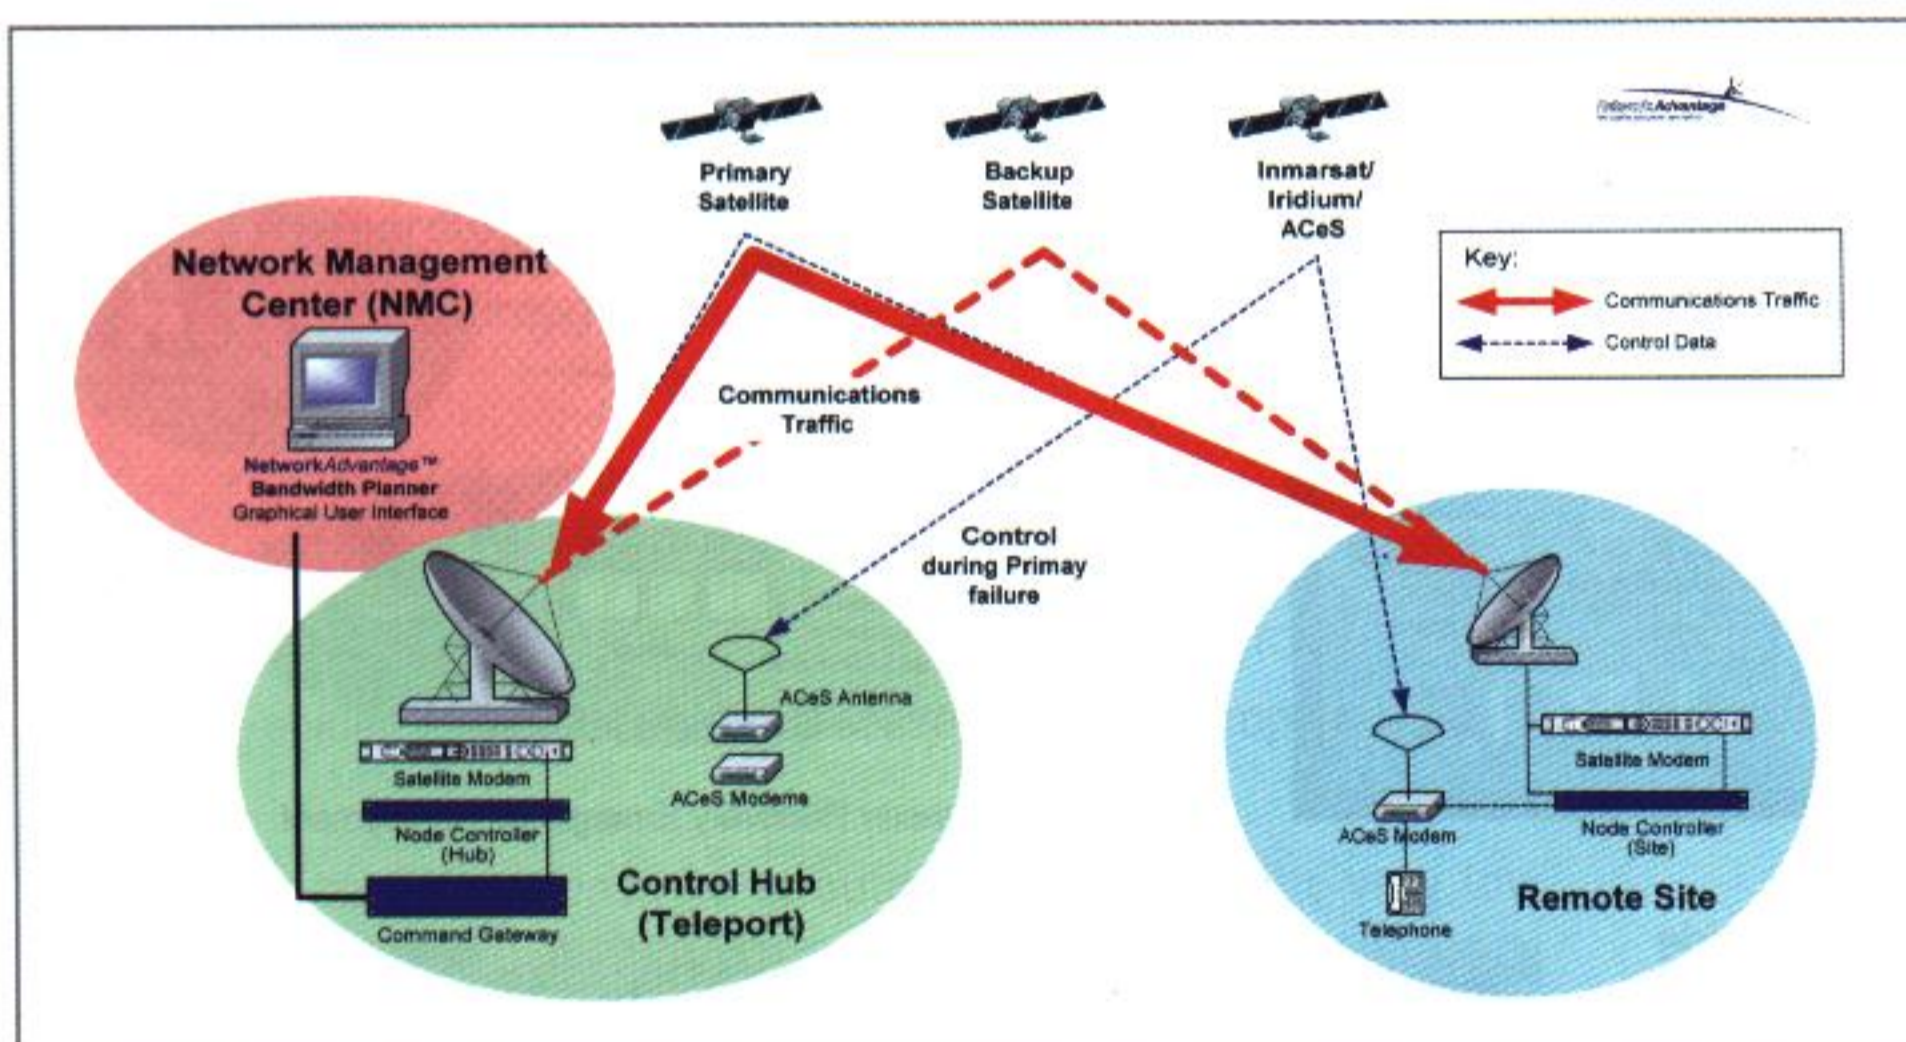 Primary
Satellite
Backup
Satellite
Inmarsat/
Iridium/
ACeS
NetworkAdvantage
Key:
Communications Traffic
Control Data
Network Management
Center (NMC)
NetworkAdvantage™
Bandwidth Planner
Graphical User Interface
Communications
Traffic
Control
during Primay
failure
ACeS Antenna
ACeS Modems
Satellite Modem
Node Controller
(Hub)
Command Gateway
Control Hub
(Teleport)
Satellite Modem
Node Controller
(Site)
ACeS Modem
Telephone
Remote Site